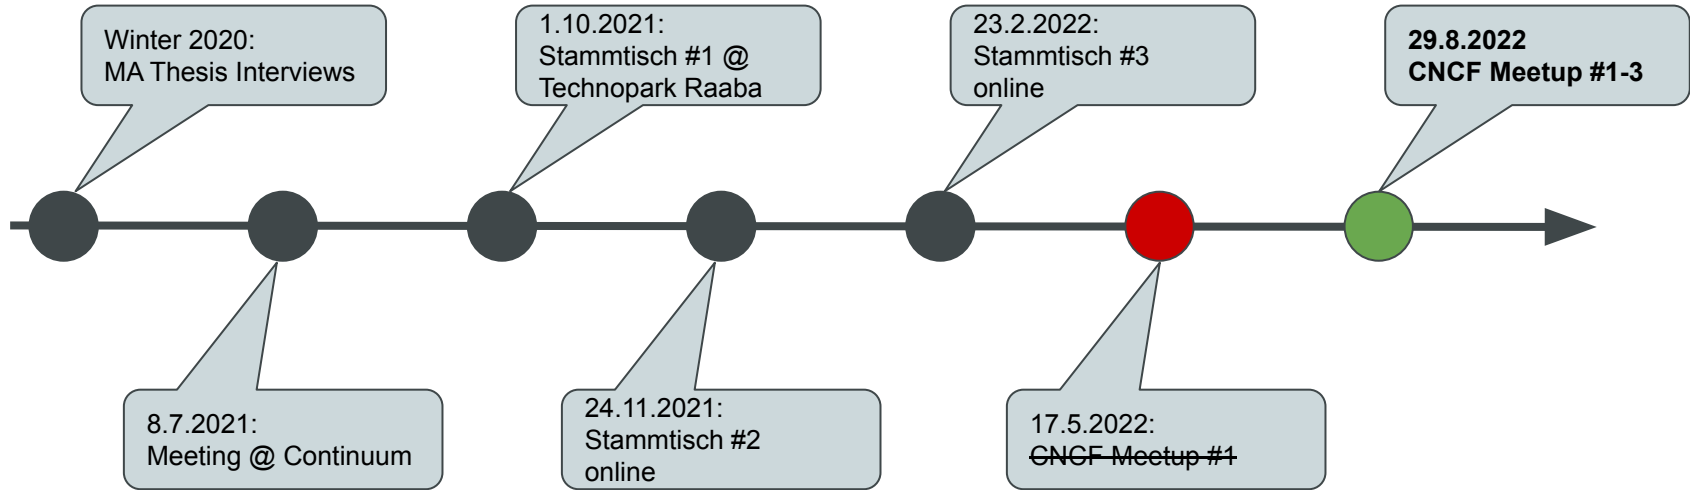 Winter 2020:
MA Thesis Interviews
8.7.2021:
Meeting @ Continuum
1.10.2021:
Stammtisch #1 @
Technopark Raaba
24.11.2021:
Stammtisch #2
online
23.2.2022:
Stammtisch #3
online
17.5.2022:
CNCF Meetup #1
29.8.2022
CNCF Meetup #1-3